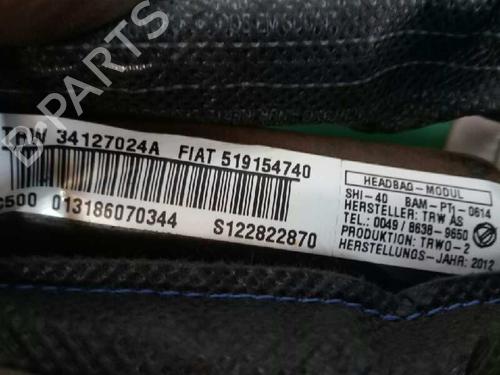 TRW 34127024A FIAT 519154740
C500 013186070344 S122822870
HEADBAG-MODUL
SHI-40 BAM-PT1-0614
HERSTELLER: TRW AS
TEL.: 0049/8638-9650
PRODUKTION: TRWO-2
HERSTELLUNGS-JAHR: 2012